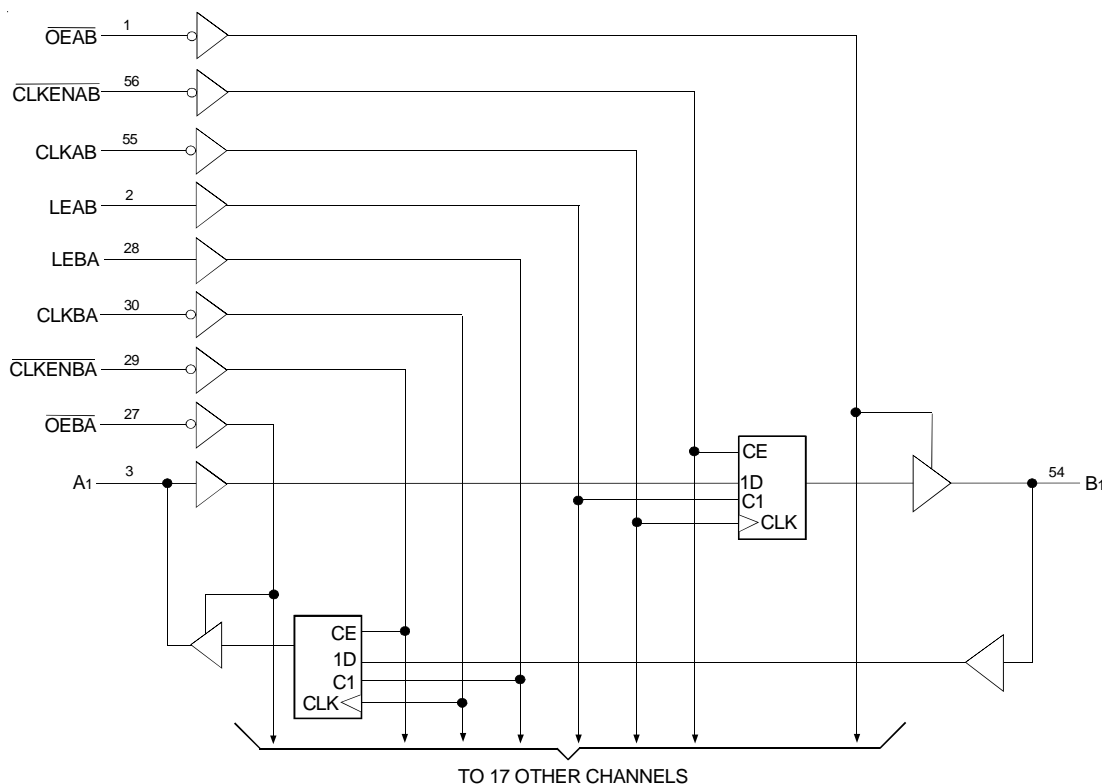 OEAB 1
CLKENAB 56
CLKAB 55
LEAB 2
LEBA 28
CLKBA 30
CLKENBA 29
OEBA 27
A1 3
CE
1D
C1
CLK
54 B1
CE
1D
C1
CLK
TO 17 OTHER CHANNELS